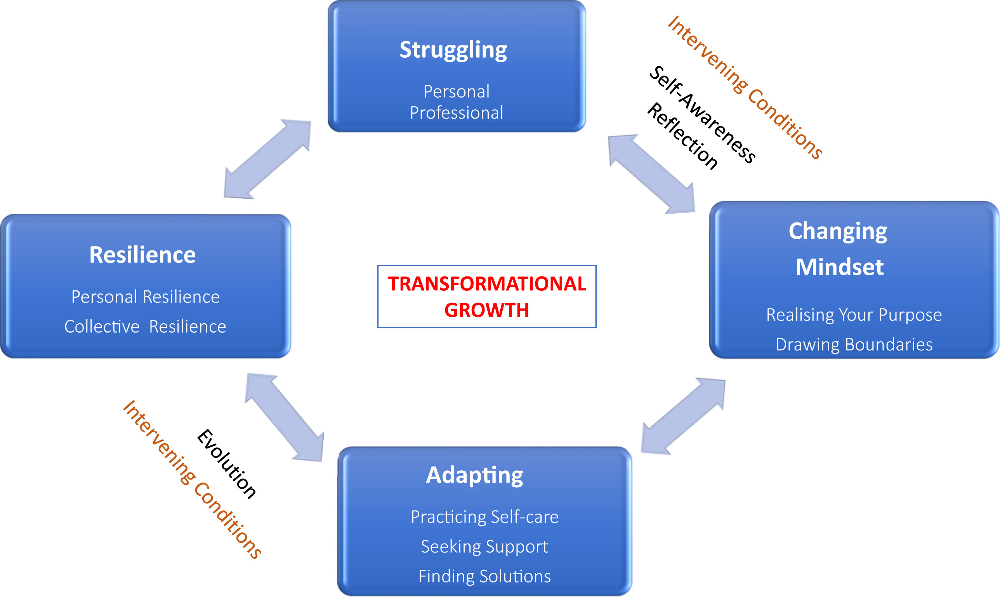 Struggling
Personal
Professional
Intervening Conditions
Self-Awareness
Reflection
Changing
Mindset
Realising Your Purpose
Drawing Boundaries
Resilience
Personal Resilience
Collective Resilience
TRANSFORMATIONAL
GROWTH
Evolution
Intervening Conditions
Adapting
Practicing Self-care
Seeking Support
Finding Solutions